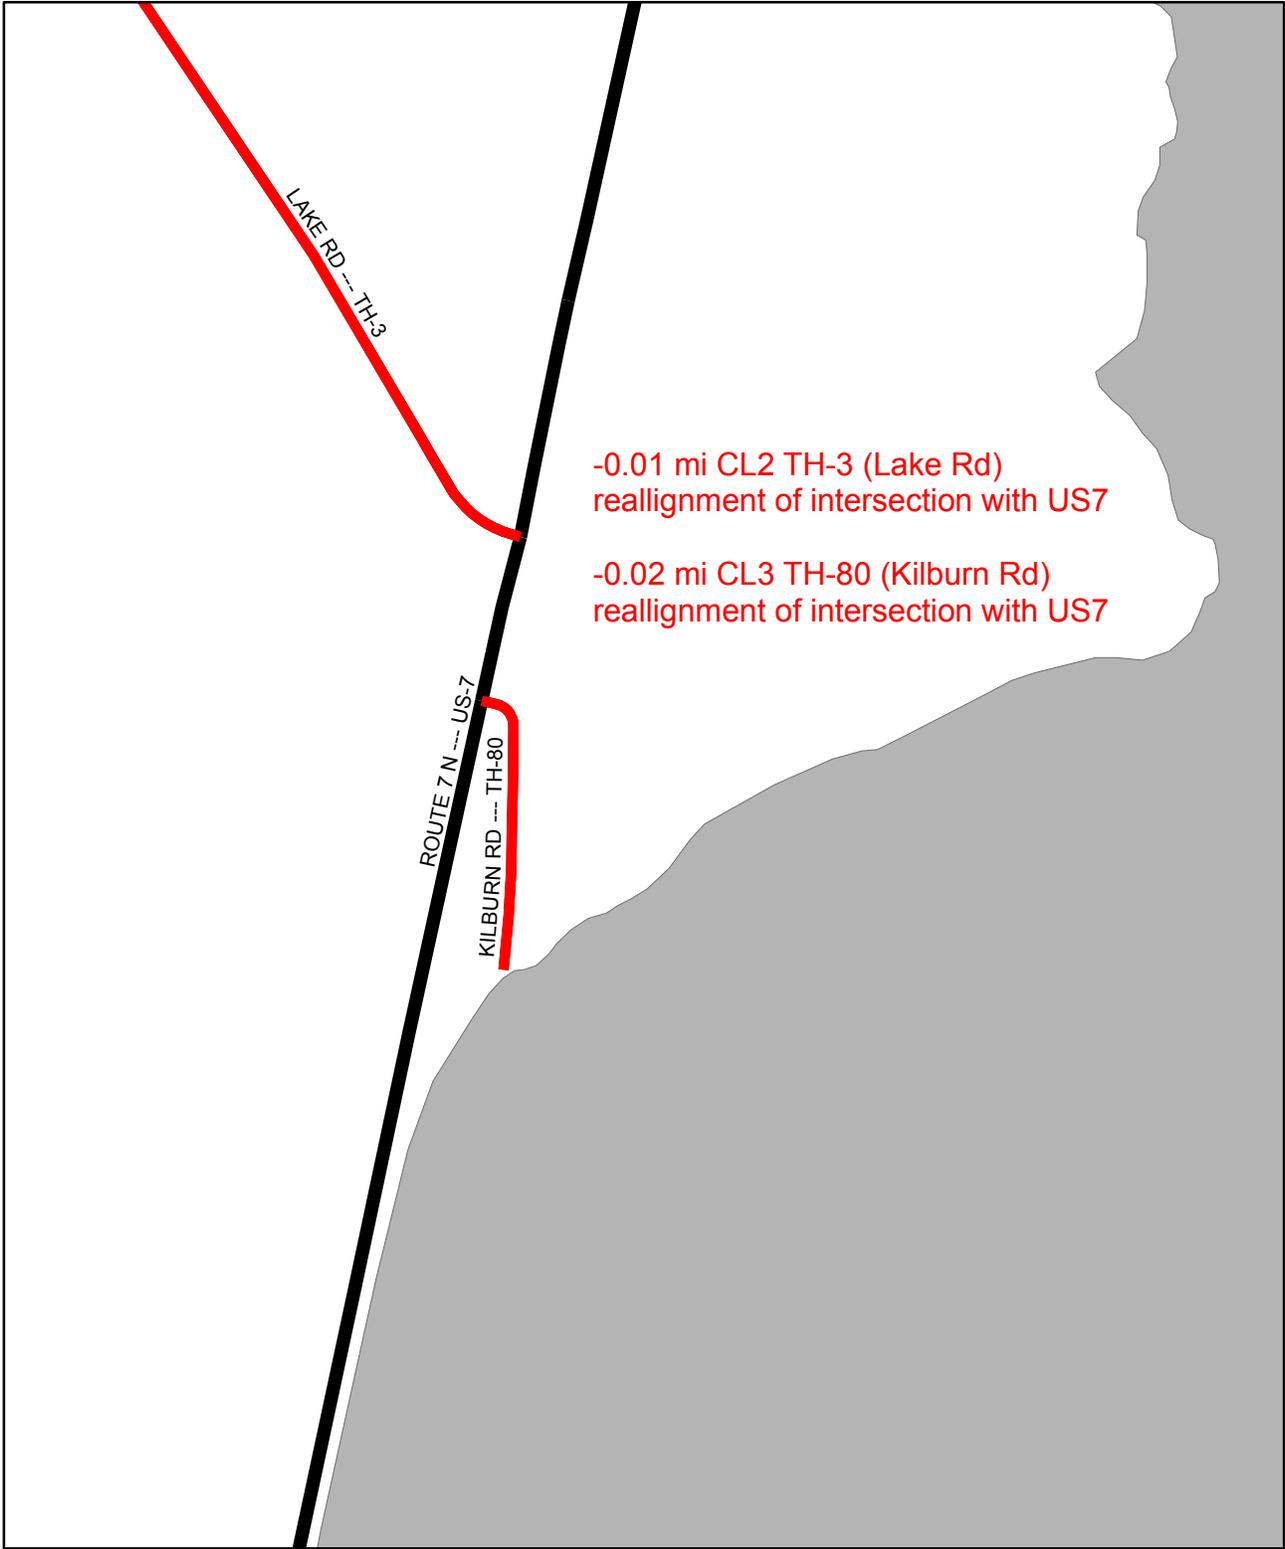 LAKE RD --- TH-3
-0.01 mi CL2 TH-3 (Lake Rd)
reallignment of intersection with US7
-0.02 mi CL3 TH-80 (Kilburn Rd)
reallignment of intersection with US7
ROUTE 7 N --- US-7
KILBURN RD --- TH-80